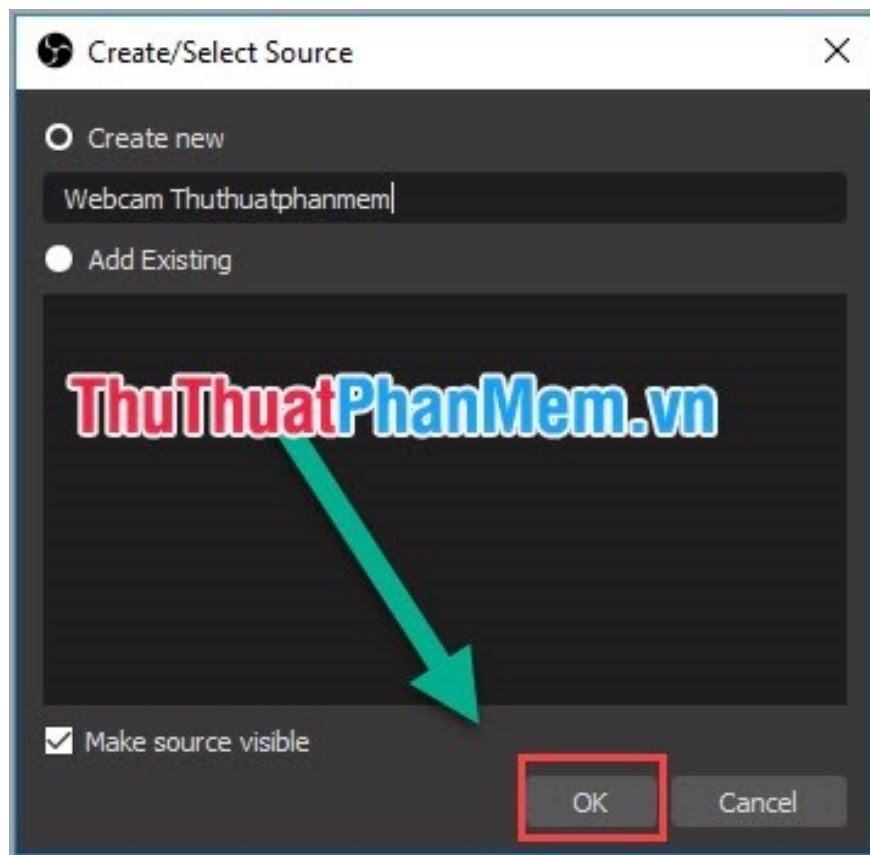 Create/Select Source
Create new
Webcam Thuthuatphanmem
Add Existing
ThuThuatPhanMem.vn
Make source visible
OK Cancel